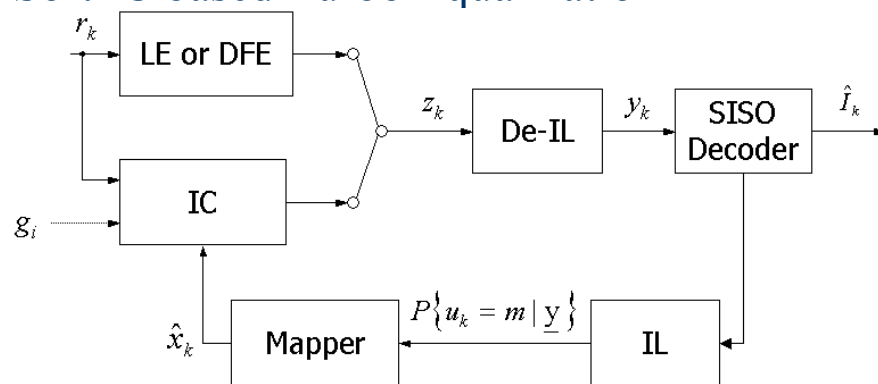 r_k
LE or DFE
z_k
De-IL
y_k
SISO
Decoder
Î_k
IC
g_i
x̂_k
Mapper
P{u_k = m | y̲}
IL